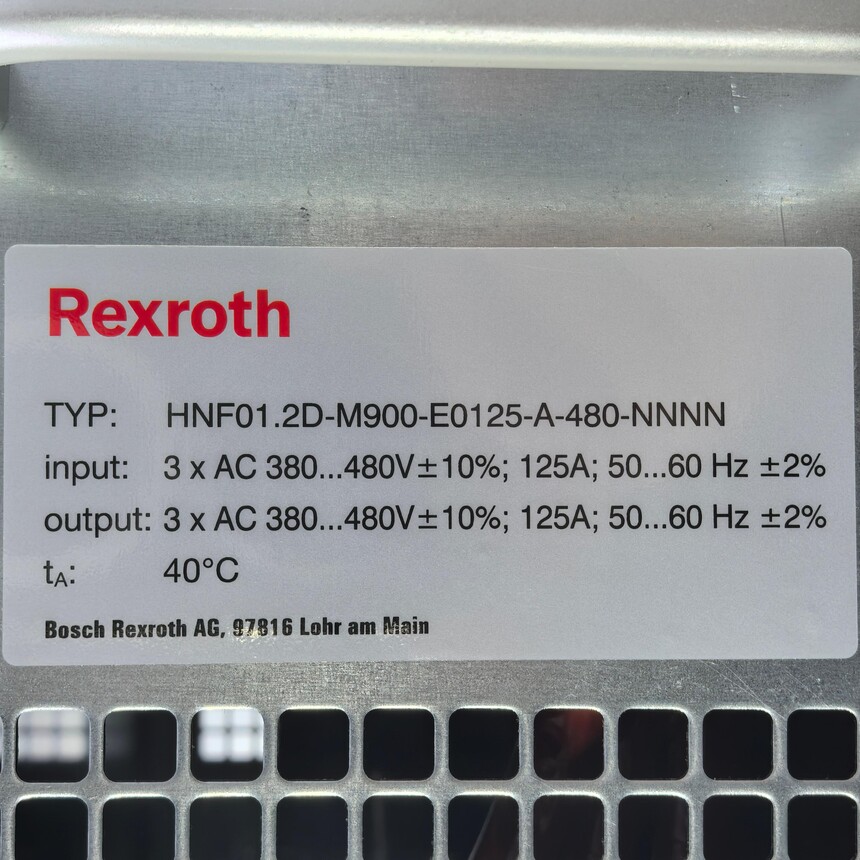 Rexroth
TYP: HNF01.2D-M900-E0125-A-480-NNNN
input: 3 x AC 380...480V±10%; 125A; 50...60 Hz ±2%
output: 3 x AC 380...480V±10%; 125A; 50...60 Hz ±2%
tA: 40°C
Bosch Rexroth AG, 97816 Lohr am Main